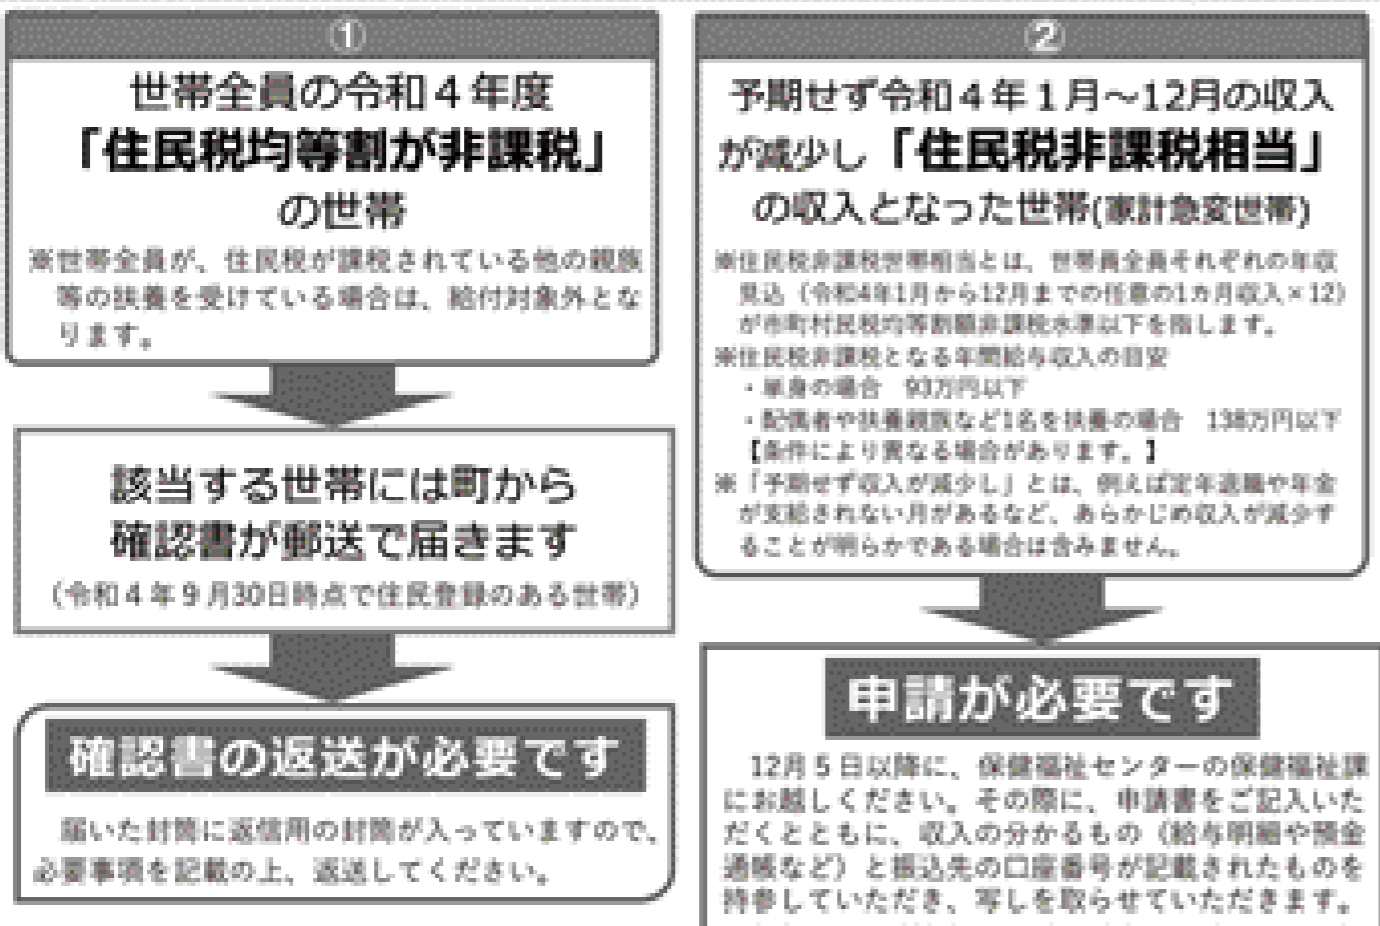 ①
世帯全員の令和４年度
「住民税均等割が非課税」
の世帯
※世帯全員が、住民税が課税されている他の親族
等の扶養を受けている場合は、給付対象外とな
ります。
該当する世帯には町から
確認書が郵送で届きます
（令和４年９月30日時点で住民登録のある世帯）
確認書の返送が必要です
届いた封筒に返信用の封筒が入っていますので、
必要事項を記載の上、返送してください。
②
予期せず令和４年１月～12月の収入
が減少し「住民税非課税相当」
の収入となった世帯(家計急変世帯)
※住民税非課税世帯相当とは、世帯員全員それぞれの年収
見込（令和4年1月から12月までの任意の1カ月収入×12）
が市町村民税均等割額非課税水準以下を指します。
※住民税非課税となる年間給与収入の目安
・単身の場合　93万円以下
・配偶者や扶養親族など1名を扶養の場合　138万円以下
【条件により異なる場合があります。】
※「予期せず収入が減少し」とは、例えば定年退職や年金
が支給されない月があるなど、あらかじめ収入が減少す
ることが明らかである場合は含みません。
申請が必要です
12月５日以降に、保健福祉センターの保健福祉課
にお越しください。その際に、申請書をご記入いた
だくとともに、収入の分かるもの（給与明細や預金
通帳など）と振込先の口座番号が記載されたものを
持参していただき、写しを取らせていただきます。